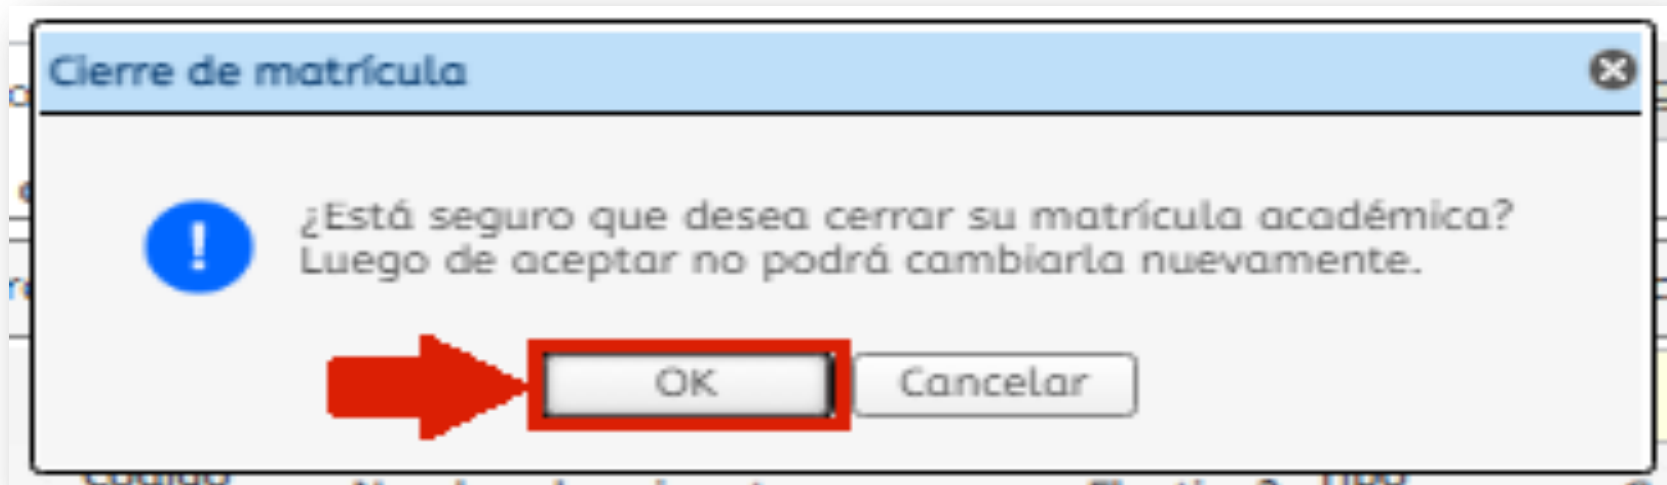 Cierre de matrícula
¿Está seguro que desea cerrar su matrícula académica?
Luego de aceptar no podrá cambiarla nuevamente.
OK
Cancelar